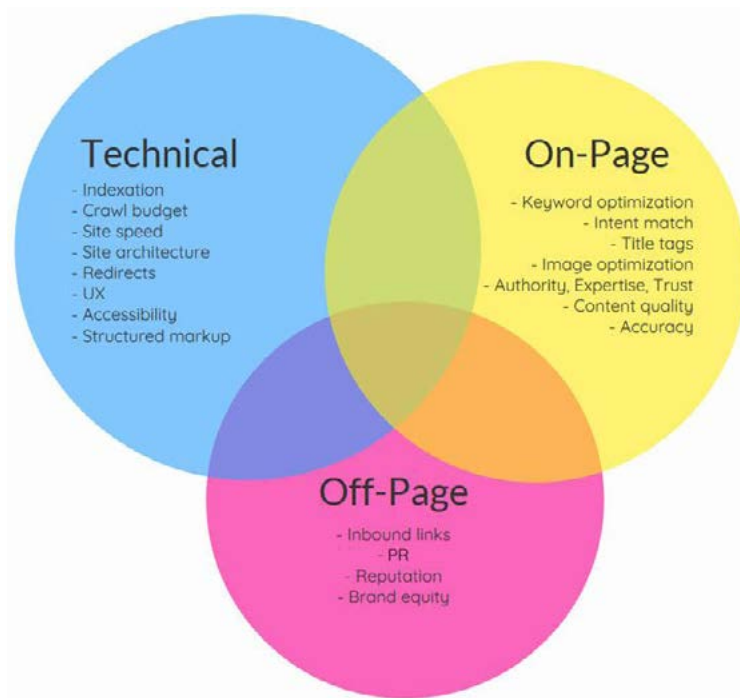 Technical
- Indexation
- Crawl budget
- Site speed
- Site architecture
- Redirects
- UX
- Accessibility
- Structured markup
On-Page
- Keyword optimization
- Intent match
- Title tags
- Image optimization
- Authority, Expertise, Trust
- Content quality
- Accuracy
Off-Page
- Inbound links
- PR
- Reputation
- Brand equity